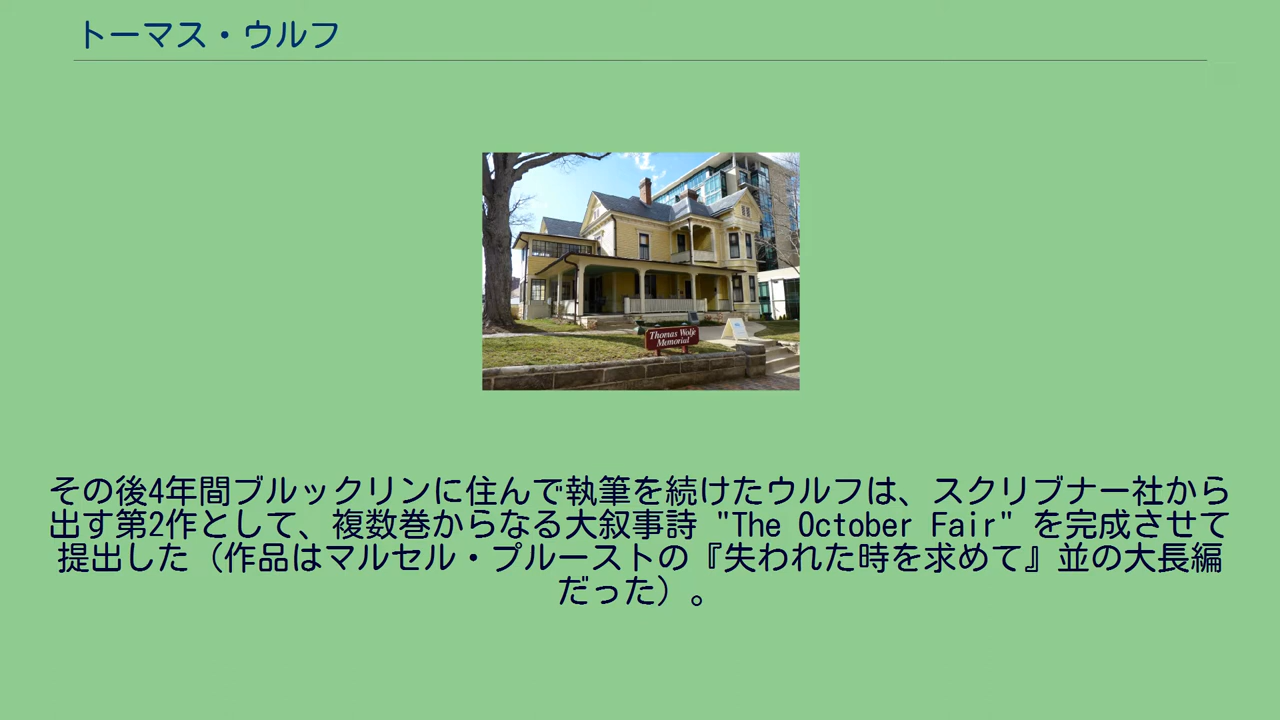 トーマス・ウルフ
Thomas Wolfe
Memorial
その後4年間ブルックリンに住んで執筆を続けたウルフは、スクリブナー社から
出す第2作として、複数巻からなる大叙事詩 "The October Fair" を完成させて
提出した（作品はマルセル・プルーストの『失われた時を求めて』並の大長編
だった）。